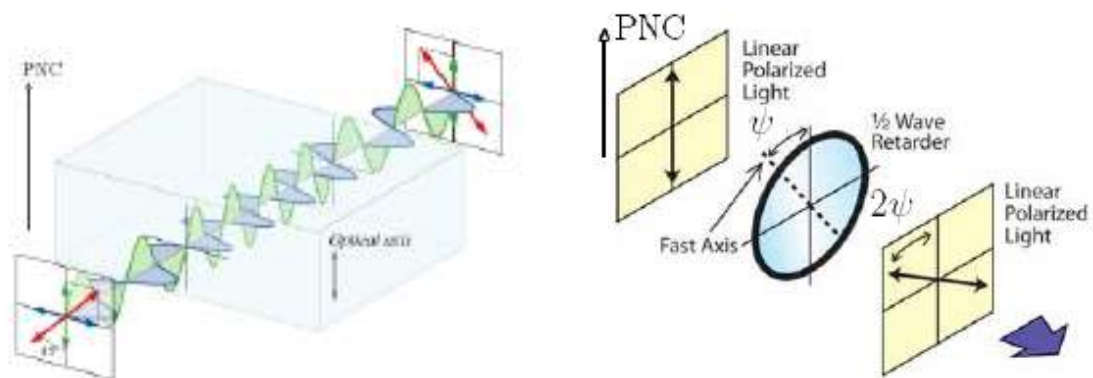 PNC
Optical axis
45°
PNC
Linear
Polarized
Light
ψ
½ Wave
Retarder
2ψ
Fast Axis
Linear
Polarized
Light